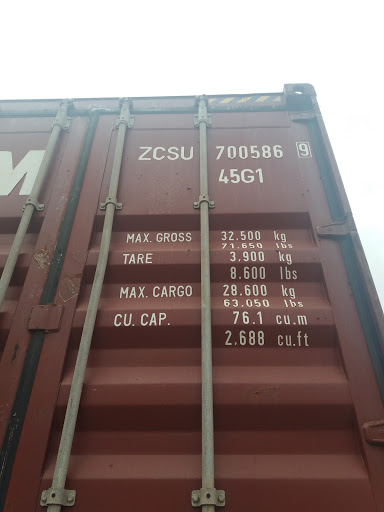 M
ZCSU 700586 9
45G1
MAX. GROSS 32.500 kg
71.650 lbs
TARE 3.900 kg
8.600 lbs
MAX. CARGO 28.600 kg
63.050 lbs
CU. CAP. 76.1 cu.m
2.688 cu.ft